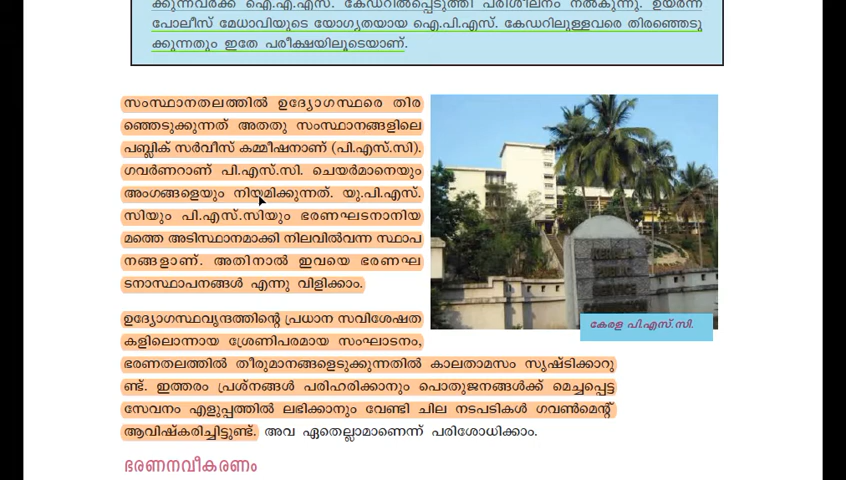 ക്കുന്നവർക്ക് ഐ.എ.എസ്. കേഡറിൽപ്പെടുത്തി പരിശീലനം നൽകുന്നു. ഉയർന്ന
പോലീസ് മേധാവിയുടെ യോഗ്യതയായ ഐ.പി.എസ്. കേഡറിലുള്ളവരെ തിരഞ്ഞെടു
ക്കുന്നതും ഇതേ പരീക്ഷയിലൂടെയാണ്.
സംസ്ഥാനതലത്തിൽ ഉദ്യോഗസ്ഥരെ തിര
ഞ്ഞെടുക്കുന്നത് അതതു സംസ്ഥാനങ്ങളിലെ
പബ്ലിക് സർവീസ് കമ്മീഷനാണ് (പി.എസ്.സി).
ഗവർണറാണ് പി.എസ്.സി. ചെയർമാനെയും
അംഗങ്ങളെയും നിയമിക്കുന്നത്. യു.പി.എസ്.
സിയും പി.എസ്.സിയും ഭരണഘടനാനിയ
മത്തെ അടിസ്ഥാനമാക്കി നിലവിൽവന്ന സ്ഥാപ
നങ്ങളാണ്. അതിനാൽ ഇവയെ ഭരണഘ
ടനാസ്ഥാപനങ്ങൾ എന്നു വിളിക്കാം.
KERALA
PUBLIC
SERVICE
COMMISSION
കേരള പി.എസ്.സി.
ഉദ്യോഗസ്ഥവൃന്ദത്തിന്റെ പ്രധാന സവിശേഷത
കളിലൊന്നായ ശ്രേണിപരമായ സംഘാടനം,
ഭരണതലത്തിൽ തീരുമാനങ്ങളെടുക്കുന്നതിൽ കാലതാമസം സൃഷ്ടിക്കാറു
ണ്ട്. ഇത്തരം പ്രശ്നങ്ങൾ പരിഹരിക്കാനും പൊതുജനങ്ങൾക്ക് മെച്ചപ്പെട്ട
സേവനം എളുപ്പത്തിൽ ലഭിക്കാനും വേണ്ടി ചില നടപടികൾ ഗവൺമെന്റ്
ആവിഷ്കരിച്ചിട്ടുണ്ട്. അവ ഏതെല്ലാമാണെന്ന് പരിശോധിക്കാം.
ഭരണനവീകരണം